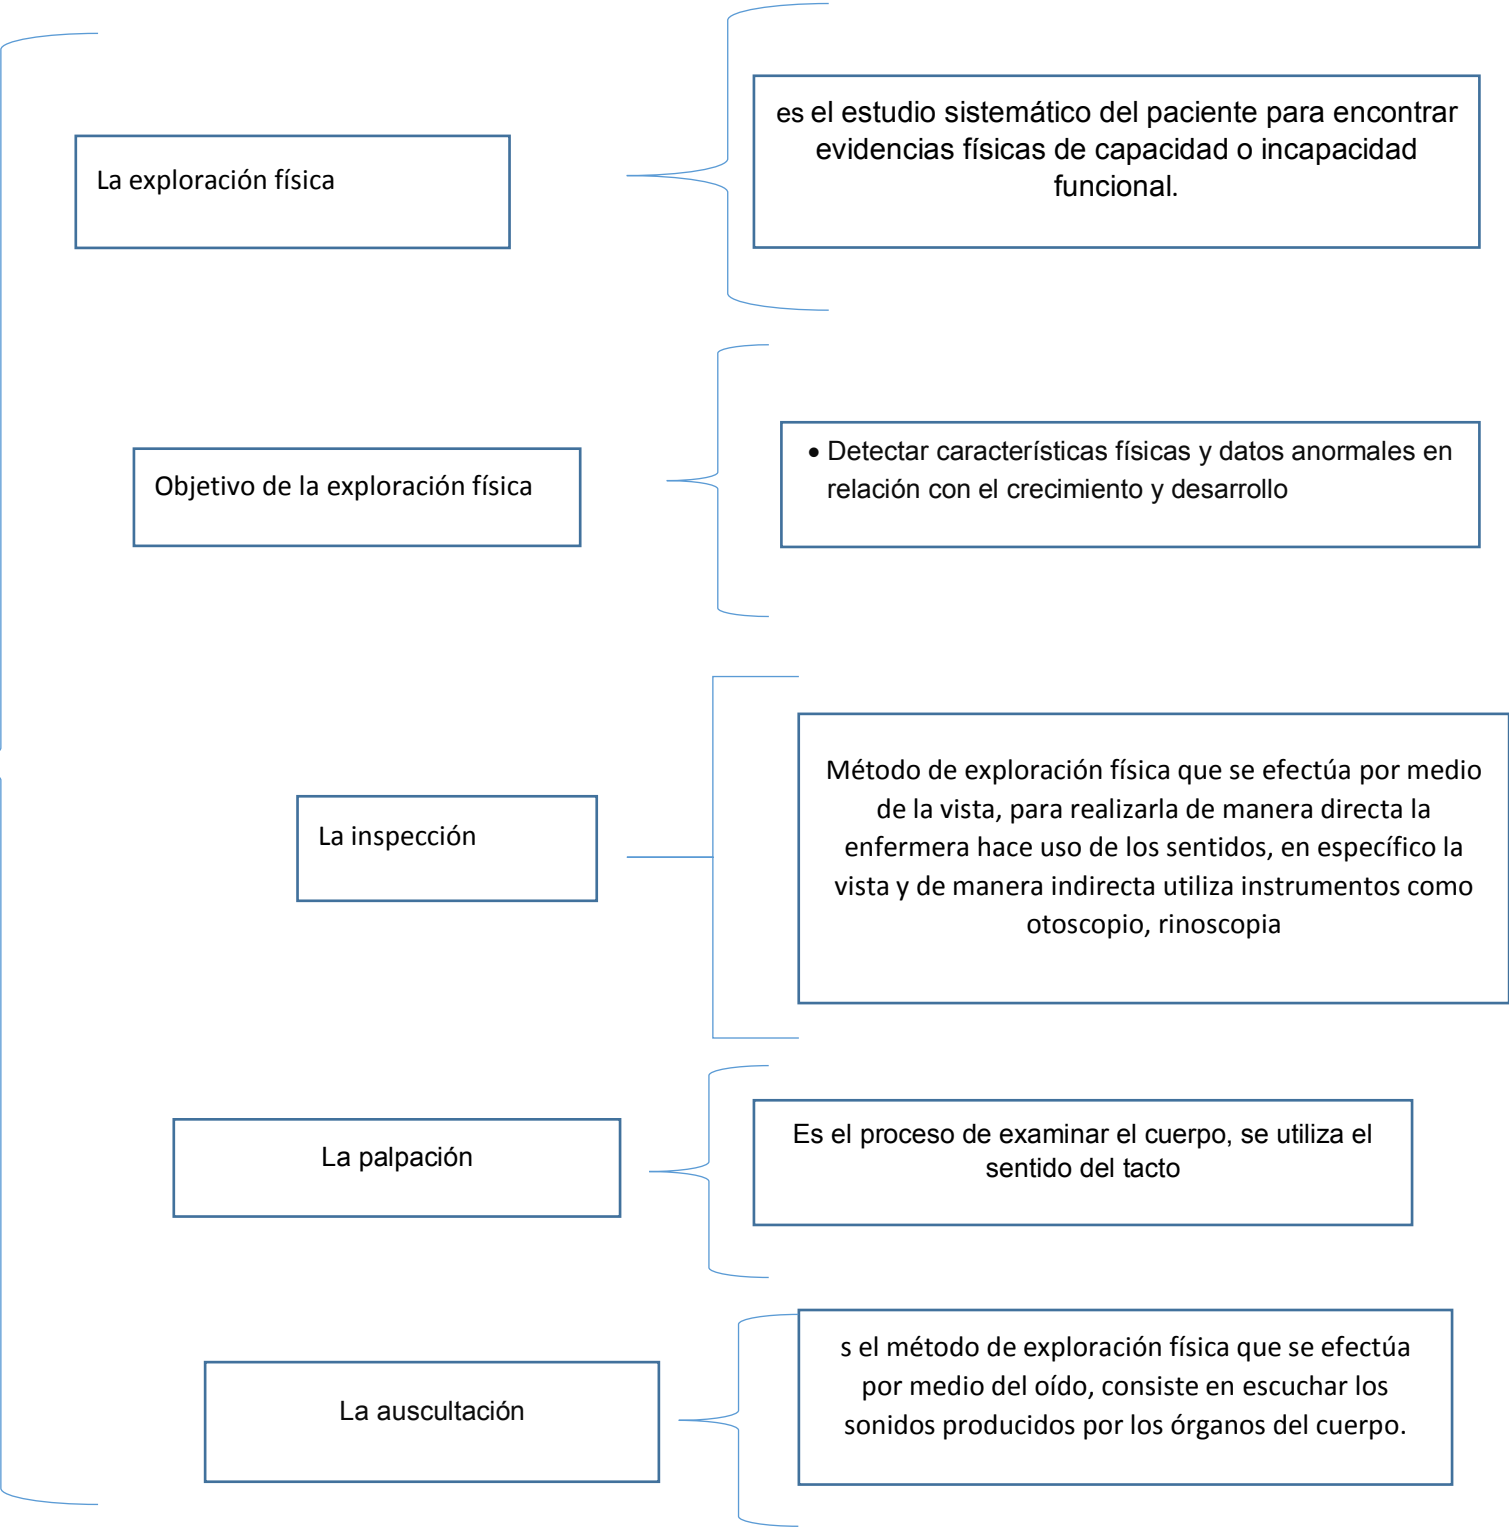 La exploración física
es el estudio sistemático del paciente para encontrar
evidencias físicas de capacidad o incapacidad
funcional.
Objetivo de la exploración física
• Detectar características físicas y datos anormales en
relación con el crecimiento y desarrollo
La inspección
Método de exploración física que se efectúa por medio
de la vista, para realizarla de manera directa la
enfermera hace uso de los sentidos, en específico la
vista y de manera indirecta utiliza instrumentos como
otoscopio, rinoscopia
La palpación
Es el proceso de examinar el cuerpo, se utiliza el
sentido del tacto
La auscultación
s el método de exploración física que se efectúa
por medio del oído, consiste en escuchar los
sonidos producidos por los órganos del cuerpo.